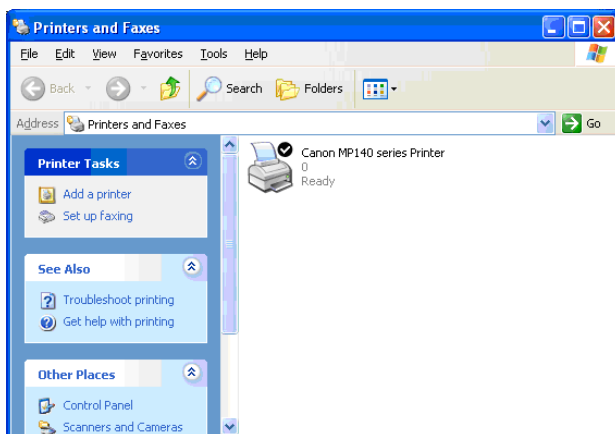 Printers and Faxes
File Edit View Favorites Tools Help
Back Search Folders
Address Printers and Faxes Go
Printer Tasks
Add a printer
Set up faxing
See Also
Troubleshoot printing
Get help with printing
Other Places
Control Panel
Scanners and Cameras
Canon MP140 series Printer
0
Ready